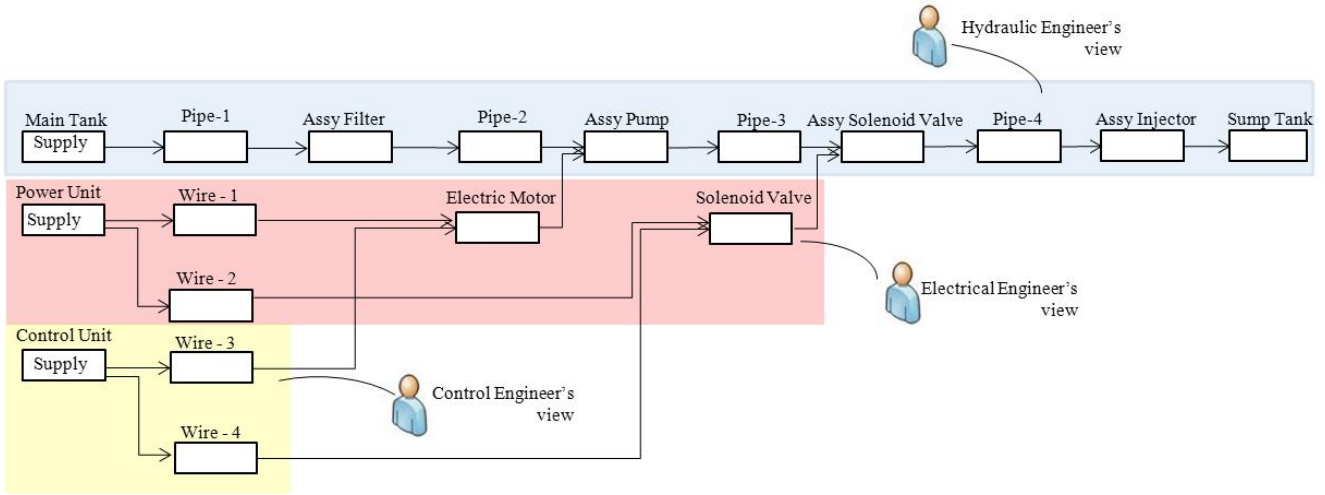 Hydraulic Engineer's
view
Main Tank
Supply
Pipe-1
Assy Filter
Pipe-2
Assy Pump
Pipe-3
Assy Solenoid Valve
Pipe-4
Assy Injector
Sump Tank
Power Unit
Supply
Wire - 1
Electric Motor
Solenoid Valve
Wire - 2
Electrical Engineer's
view
Control Unit
Supply
Wire - 3
Control Engineer's
view
Wire - 4